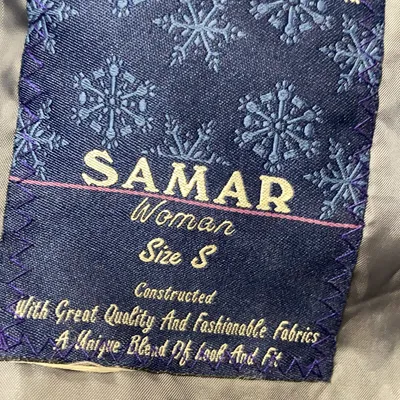 SAMAR
Woman
Size S
Constructed
With Great Quality And Fashionable Fabrics
A Unique Blend Of Look And Fit